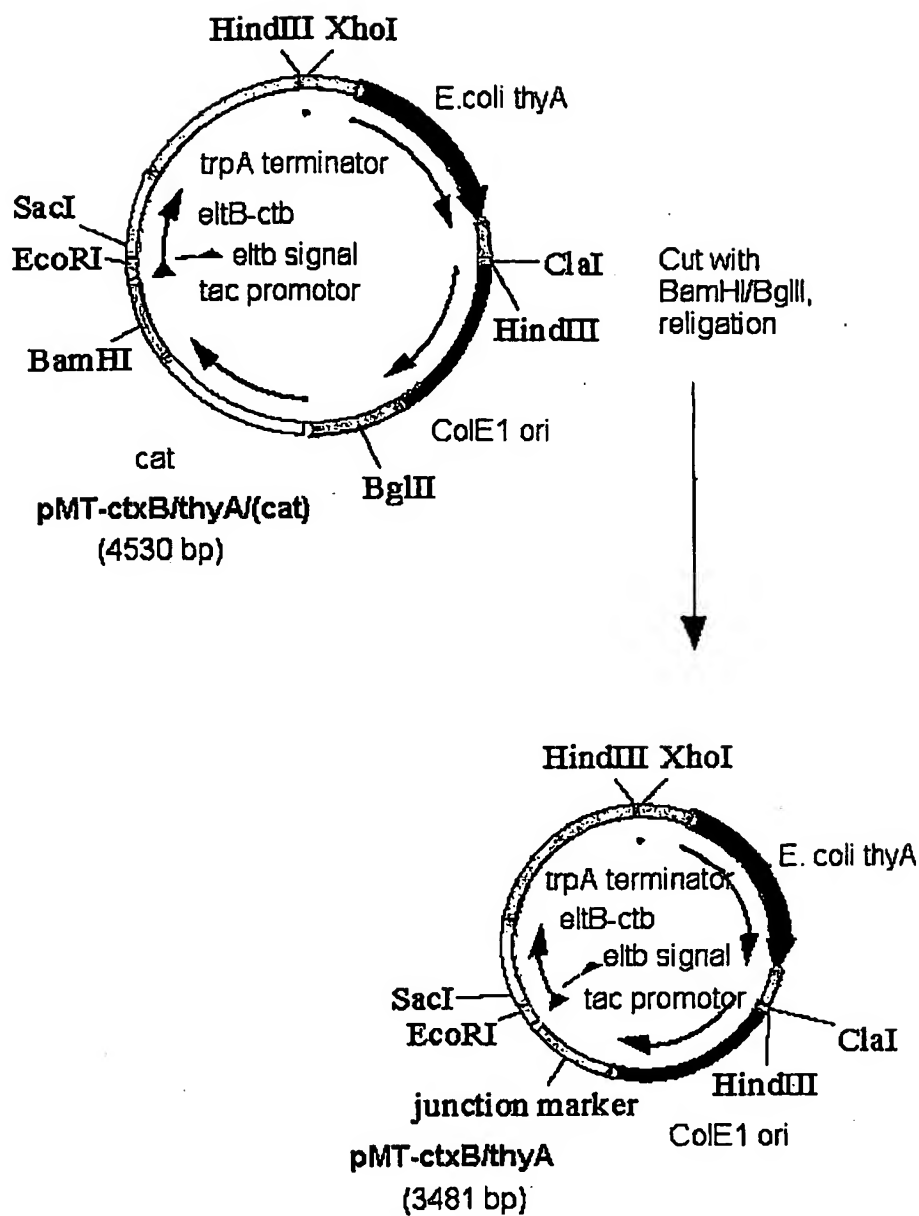 HindIII XhoI
E.coli thyA
trpA terminator
SacI
eltB-ctb
EcoRI
eltb signal
ClaI
tac promotor
Cut with
BamHI/BglII,
religation
HindIII
BamHI
ColE1 ori
cat
BglII
pMT-ctxB/thyA/(cat)
(4530 bp)
HindIII XhoI
E. coli thyA
trpA terminator
eltB-ctb
eltb signal
SacI
tac promotor
EcoRI
ClaI
HindIII
junction marker
ColE1 ori
pMT-ctxB/thyA
(3481 bp)